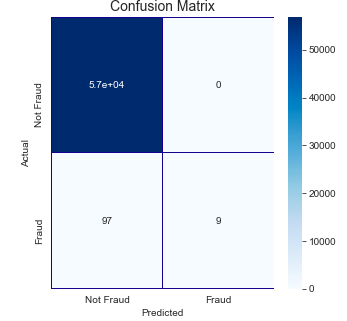 Confusion Matrix
Not Fraud
5.7e+04
0
Actual
Fraud
97
9
Not Fraud
Fraud
Predicted
50000
40000
30000
20000
10000
0